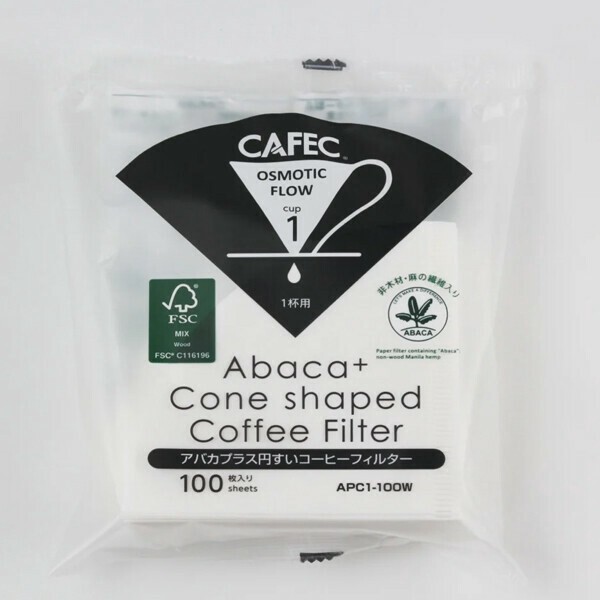 CAFEC®
OSMOTIC
FLOW
cup
1
1杯用
FSC
MIX
Wood
FSC® C116196
非木材・麻の繊維入り
LET'S MAKE A DIFFERENCE
ABACA
Paper filter containing "Abaca"
non-wood Manila hemp
Abaca+
Cone shaped
Coffee Filter
アバカプラス円すいコーヒーフィルター
100 枚入り sheets
APC1-100W